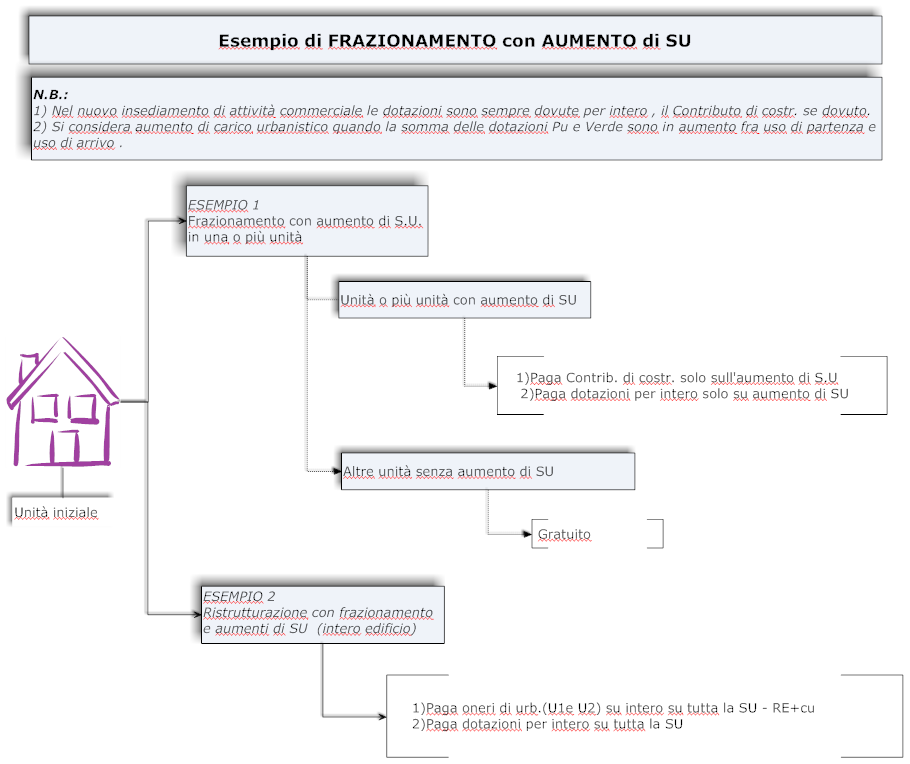 Esempio di FRAZIONAMENTO con AUMENTO di SU
N.B.:
1) Nel nuovo insediamento di attività commerciale le dotazioni sono sempre dovute per intero , il Contributo di costr. se dovuto.
2) Si considera aumento di carico urbanistico quando la somma delle dotazioni Pu e Verde sono in aumento fra uso di partenza e
uso di arrivo .
ESEMPIO 1
Frazionamento con aumento di S.U.
in una o più unità
Unità o più unità con aumento di SU
1)Paga Contrib. di costr. solo sull'aumento di S.U
2)Paga dotazioni per intero solo su aumento di SU
Altre unità senza aumento di SU
Gratuito
Unità iniziale
ESEMPIO 2
Ristrutturazione con frazionamento
e aumenti di SU (intero edificio)
1)Paga oneri di urb.(U1e U2) su intero su tutta la SU - RE+cu
2)Paga dotazioni per intero su tutta la SU